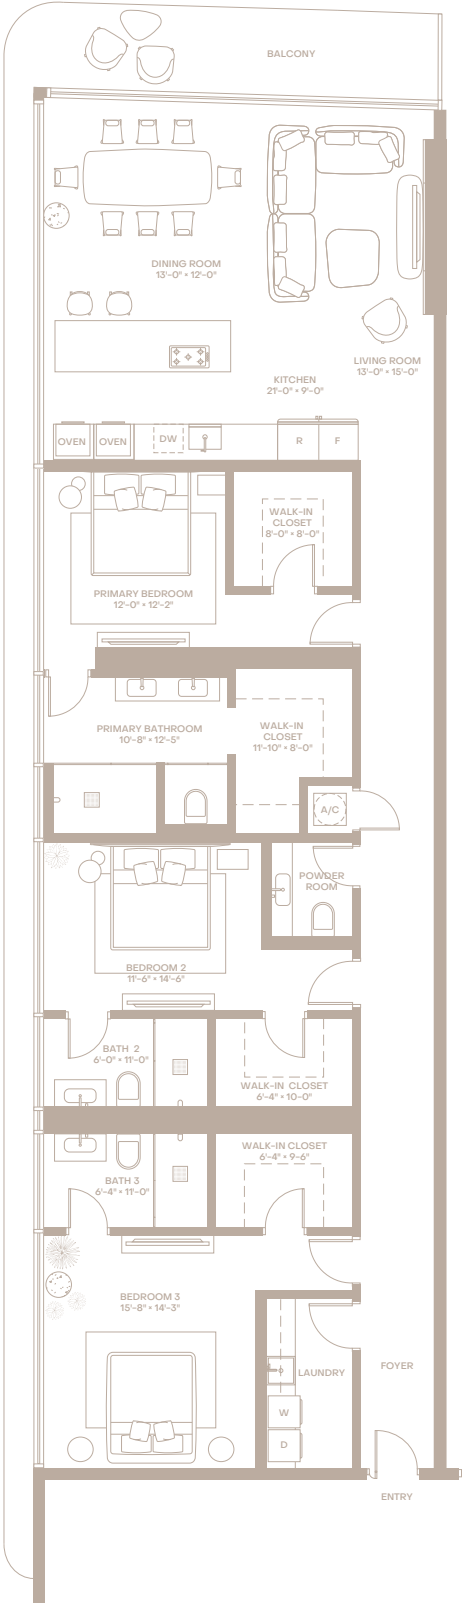 BALCONY
DINING ROOM
13'-0" × 12'-0"
LIVING ROOM
13'-0" × 15'-0"
KITCHEN
21'-0" × 9'-0"
OVEN
OVEN
DW
R
F
WALK-IN
CLOSET
8'-0" × 8'-0"
PRIMARY BEDROOM
12'-0" × 12'-2"
PRIMARY BATHROOM
10'-8" × 12'-5"
WALK-IN
CLOSET
11'-10" × 8'-0"
A/C
POWDER
ROOM
BEDROOM 2
11'-6" × 14'-6"
BATH 2
6'-0" × 11'-0"
WALK-IN CLOSET
6'-4" × 10-0"
WALK-IN CLOSET
6'-4" × 9-6"
BATH 3
6'-4" × 11'-0"
BEDROOM 3
15'-8" × 14'-3"
LAUNDRY
FOYER
W
D
ENTRY